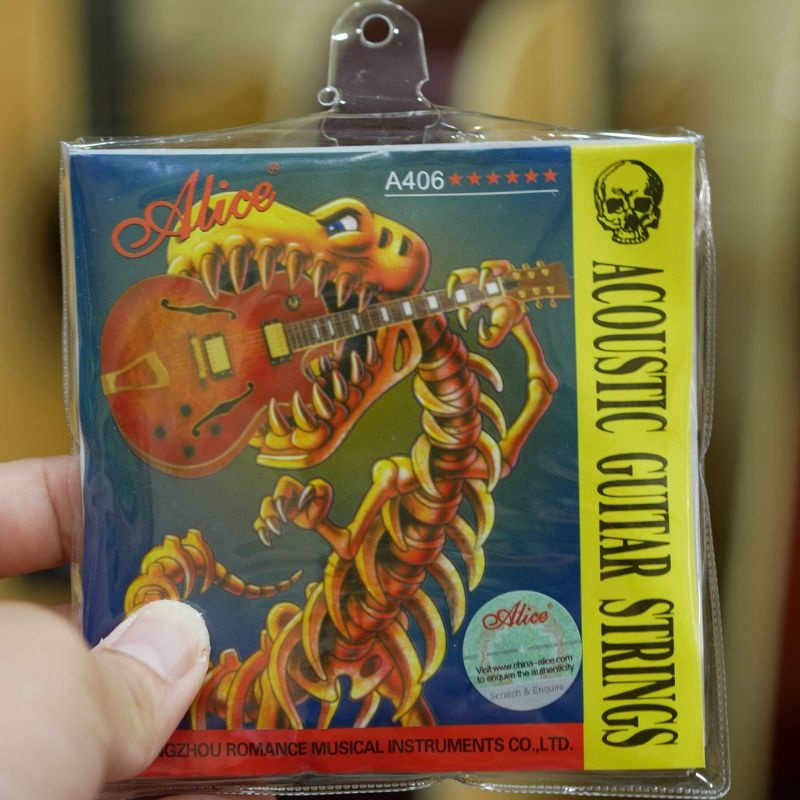 Alice®
A406★★★★★★
ACOUSTIC GUITAR STRINGS
Alice®
Visit www.china-alice.com
to enquire the authenticity
Scratch & Enquire
ROMANCE MUSICAL INSTRUMENTS CO.,LTD.